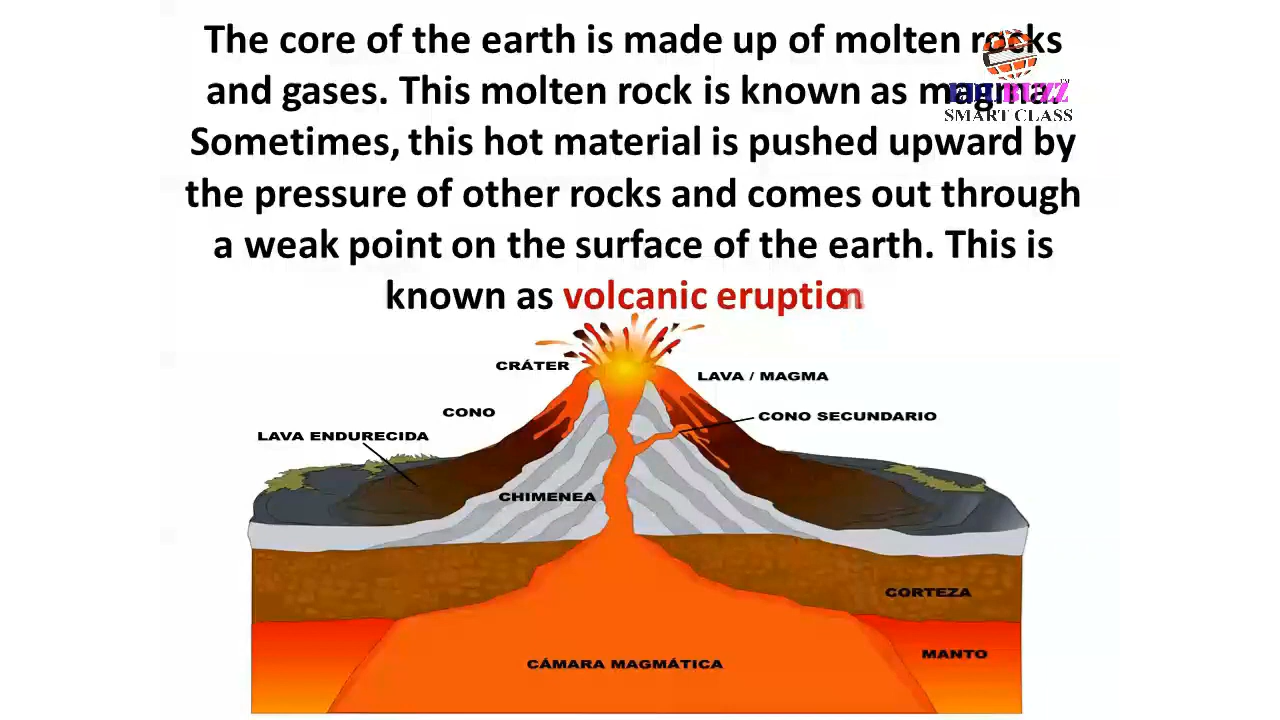 The core of the earth is made up of molten rocks
and gases. This molten rock is known as magma.
Sometimes, this hot material is pushed upward by
the pressure of other rocks and comes out through
a weak point on the surface of the earth. This is
known as volcanic eruption
BUZZ
SMART CLASS
CRÁTER
LAVA / MAGMA
CONO
CONO SECUNDARIO
LAVA ENDURECIDA
CHIMENEA
CORTEZA
MANTO
CÁMARA MAGMÁTICA